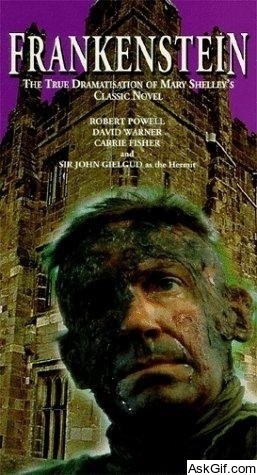 FRANKENSTEIN
THE TRUE DRAMATISATION OF MARY SHELLEY'S
CLASSIC NOVEL
ROBERT POWELL
DAVID WARNER
CARRIE FISHER
and
SIR JOHN GIELGUD as the Hermit
AskGif.com